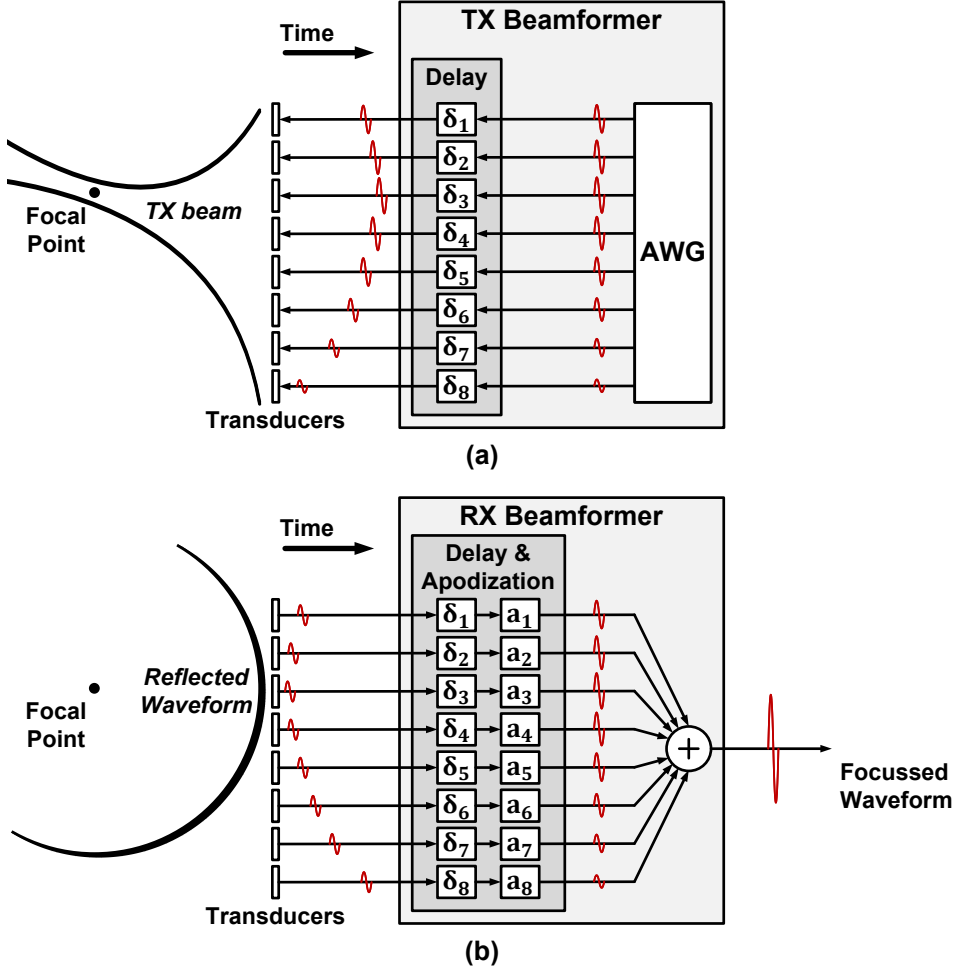 TX Beamformer
Time
Delay
δ1
δ2
δ3
δ4
δ5
δ6
δ7
δ8
AWG
TX beam
Focal
Point
Transducers
(a)
RX Beamformer
Time
Delay &
Apodization
δ1 a1
δ2 a2
δ3 a3
δ4 a4
δ5 a5
δ6 a6
δ7 a7
δ8 a8
+
Reflected
Waveform
Focal
Point
Focussed
Waveform
Transducers
(b)